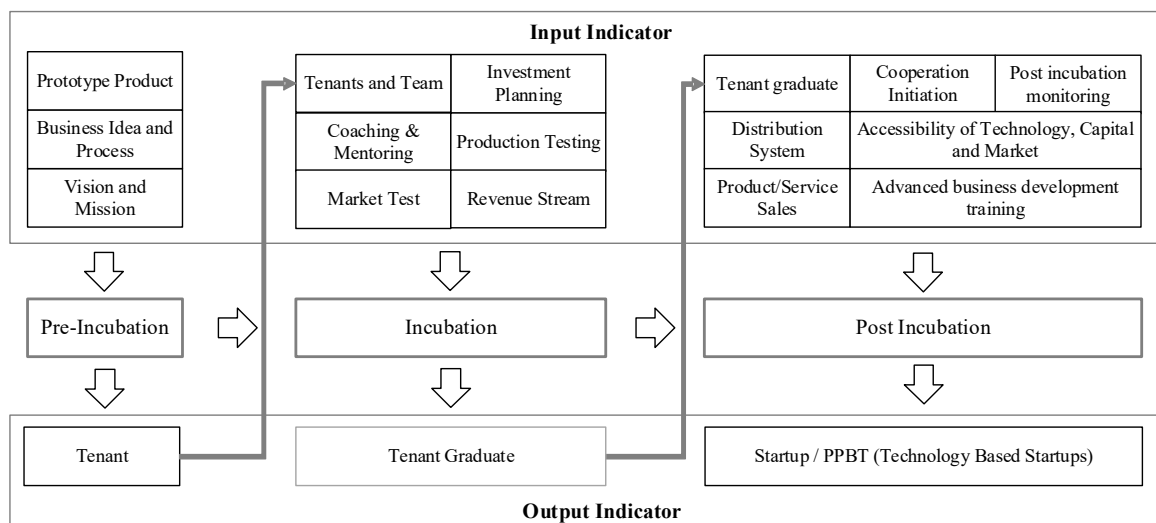 Input Indicator
Prototype Product
Business Idea and
Process
Vision and
Mission
Tenants and Team
Investment
Planning
Coaching &
Mentoring
Production Testing
Market Test
Revenue Stream
Tenant graduate
Cooperation
Initiation
Post incubation
monitoring
Distribution
System
Accessibility of Technology, Capital
and Market
Product/Service
Sales
Advanced business development
training
Pre-Incubation
Incubation
Post Incubation
Tenant
Tenant Graduate
Startup / PPBT (Technology Based Startups)
Output Indicator